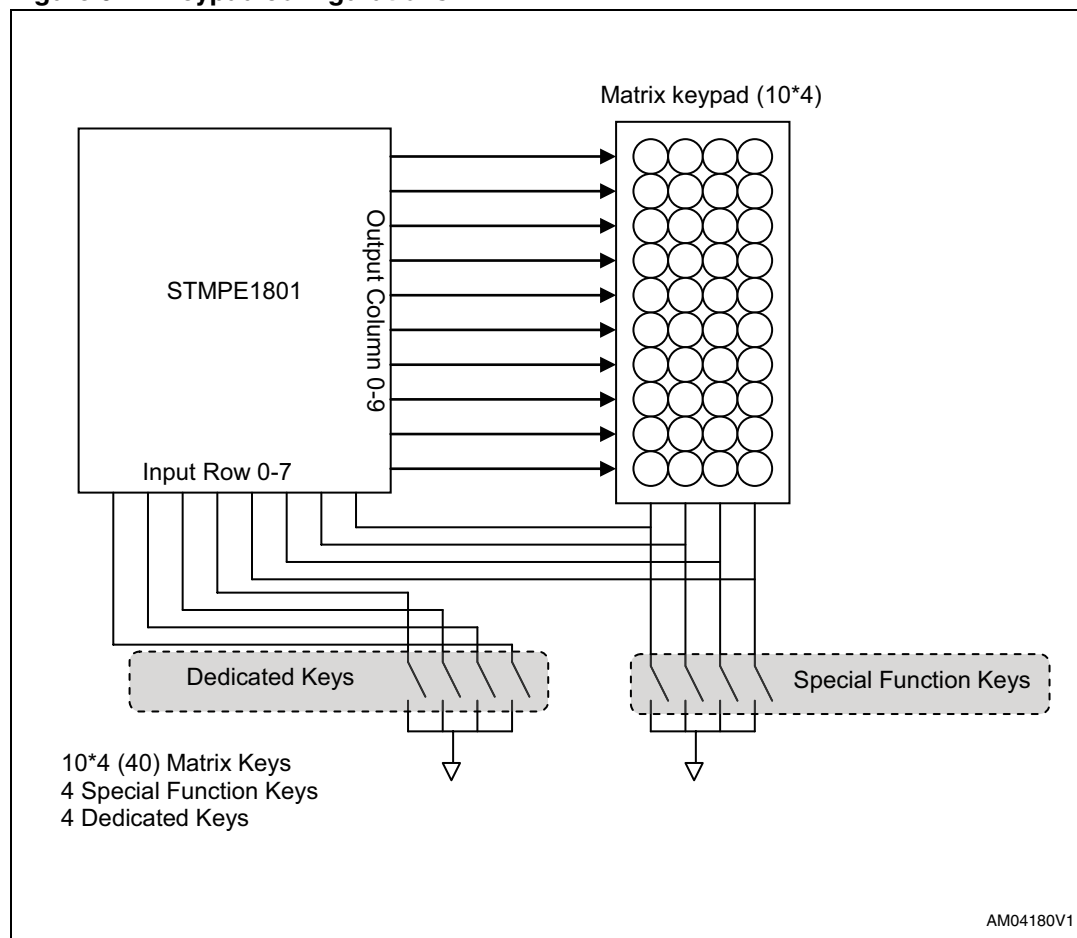 Matrix keypad (10*4)
STMPE1801
Output Column 0-9
Input Row 0-7
Dedicated Keys
Special Function Keys
10*4 (40) Matrix Keys
4 Special Function Keys
4 Dedicated Keys
AM04180V1